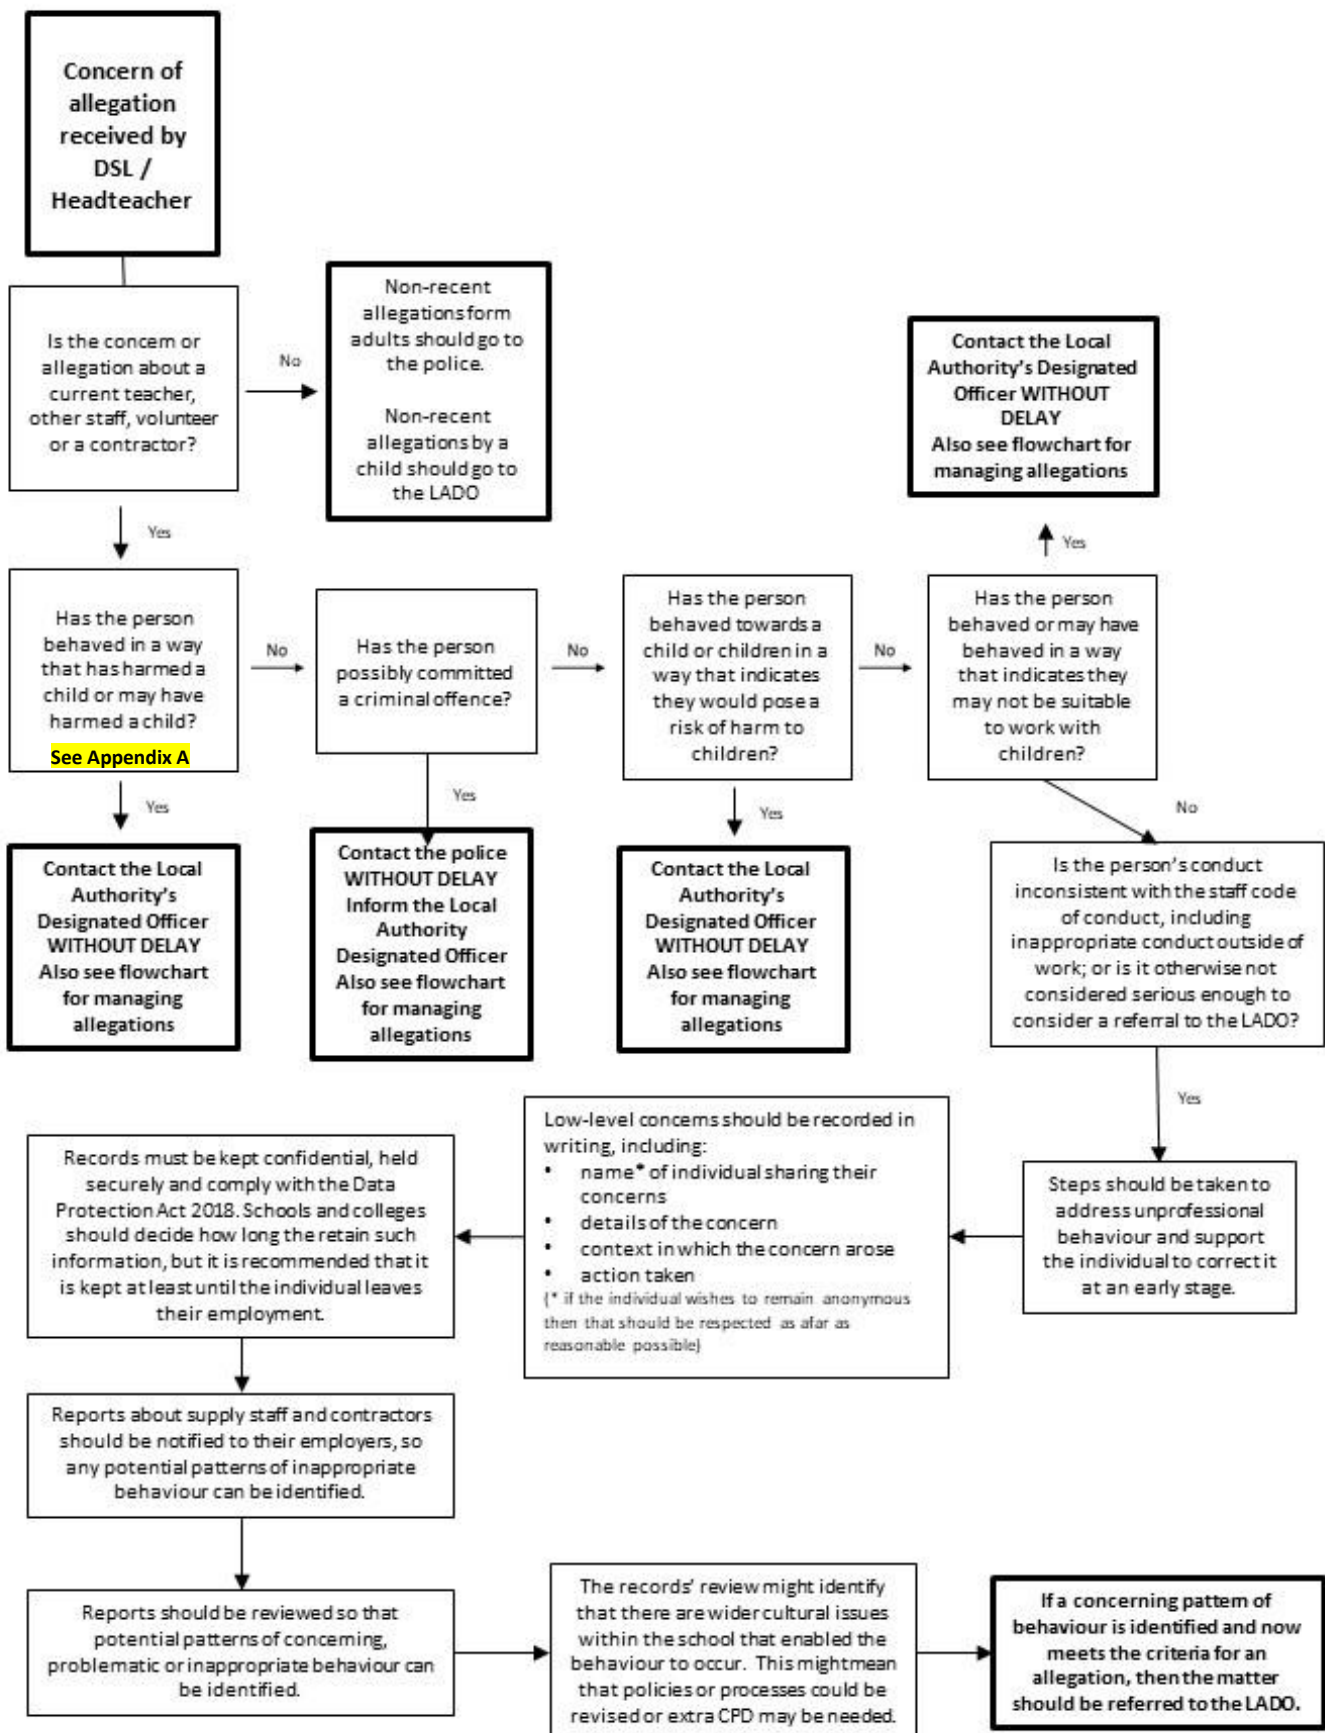 Concern of
allegation
received by
DSL /
Headteacher
Is the concern or
allegation about a
current teacher,
other staff, volunteer
or a contractor?
No
Non-recent
allegations form
adults should go to
the police.
Non-recent
allegations by a
child should go to
the LADO
Contact the Local
Authority's Designated
Officer WITHOUT
DELAY
Also see flowchart for
managing allegations
Yes
Yes
Has the person
behaved in a way
that has harmed a
child or may have
harmed a child?
See Appendix A
No
Has the person
possibly committed
a criminal offence?
No
Has the person
behaved towards a
child or children in a
way that indicates
they would pose a
risk of harm to
children?
No
Has the person
behaved or may have
behaved in a way
that indicates they
may not be suitable
to work with
children?
Yes
Yes
Yes
No
Contact the Local
Authority's
Designated Officer
WITHOUT DELAY
Also see flowchart
for managing
allegations
Contact the police
WITHOUT DELAY
Inform the Local
Authority
Designated Officer
Also see flowchart
for managing
allegations
Contact the Local
Authority's
Designated Officer
WITHOUT DELAY
Also see flowchart
for managing
allegations
Is the person's conduct
inconsistent with the staff code
of conduct, including
inappropriate conduct outside of
work; or is it otherwise not
considered serious enough to
consider a referral to the LADO?
Yes
Steps should be taken to
address unprofessional
behaviour and support
the individual to correct it
at an early stage.
Low-level concerns should be recorded in
writing, including:
• name* of individual sharing their
concerns
• details of the concern
• context in which the concern arose
• action taken
(* if the individual wishes to remain anonymous
then that should be respected as afar as
reasonable possible)
Records must be kept confidential, held
securely and comply with the Data
Protection Act 2018. Schools and colleges
should decide how long the retain such
information, but it is recommended that it
is kept at least until the individual leaves
their employment.
Reports about supply staff and contractors
should be notified to their employers, so
any potential patterns of inappropriate
behaviour can be identified.
Reports should be reviewed so that
potential patterns of concerning,
problematic or inappropriate behaviour can
be identified.
The records' review might identify
that there are wider cultural issues
within the school that enabled the
behaviour to occur. This might mean
that policies or processes could be
revised or extra CPD may be needed.
If a concerning pattern of
behaviour is identified and now
meets the criteria for an
allegation, then the matter
should be referred to the LADO.